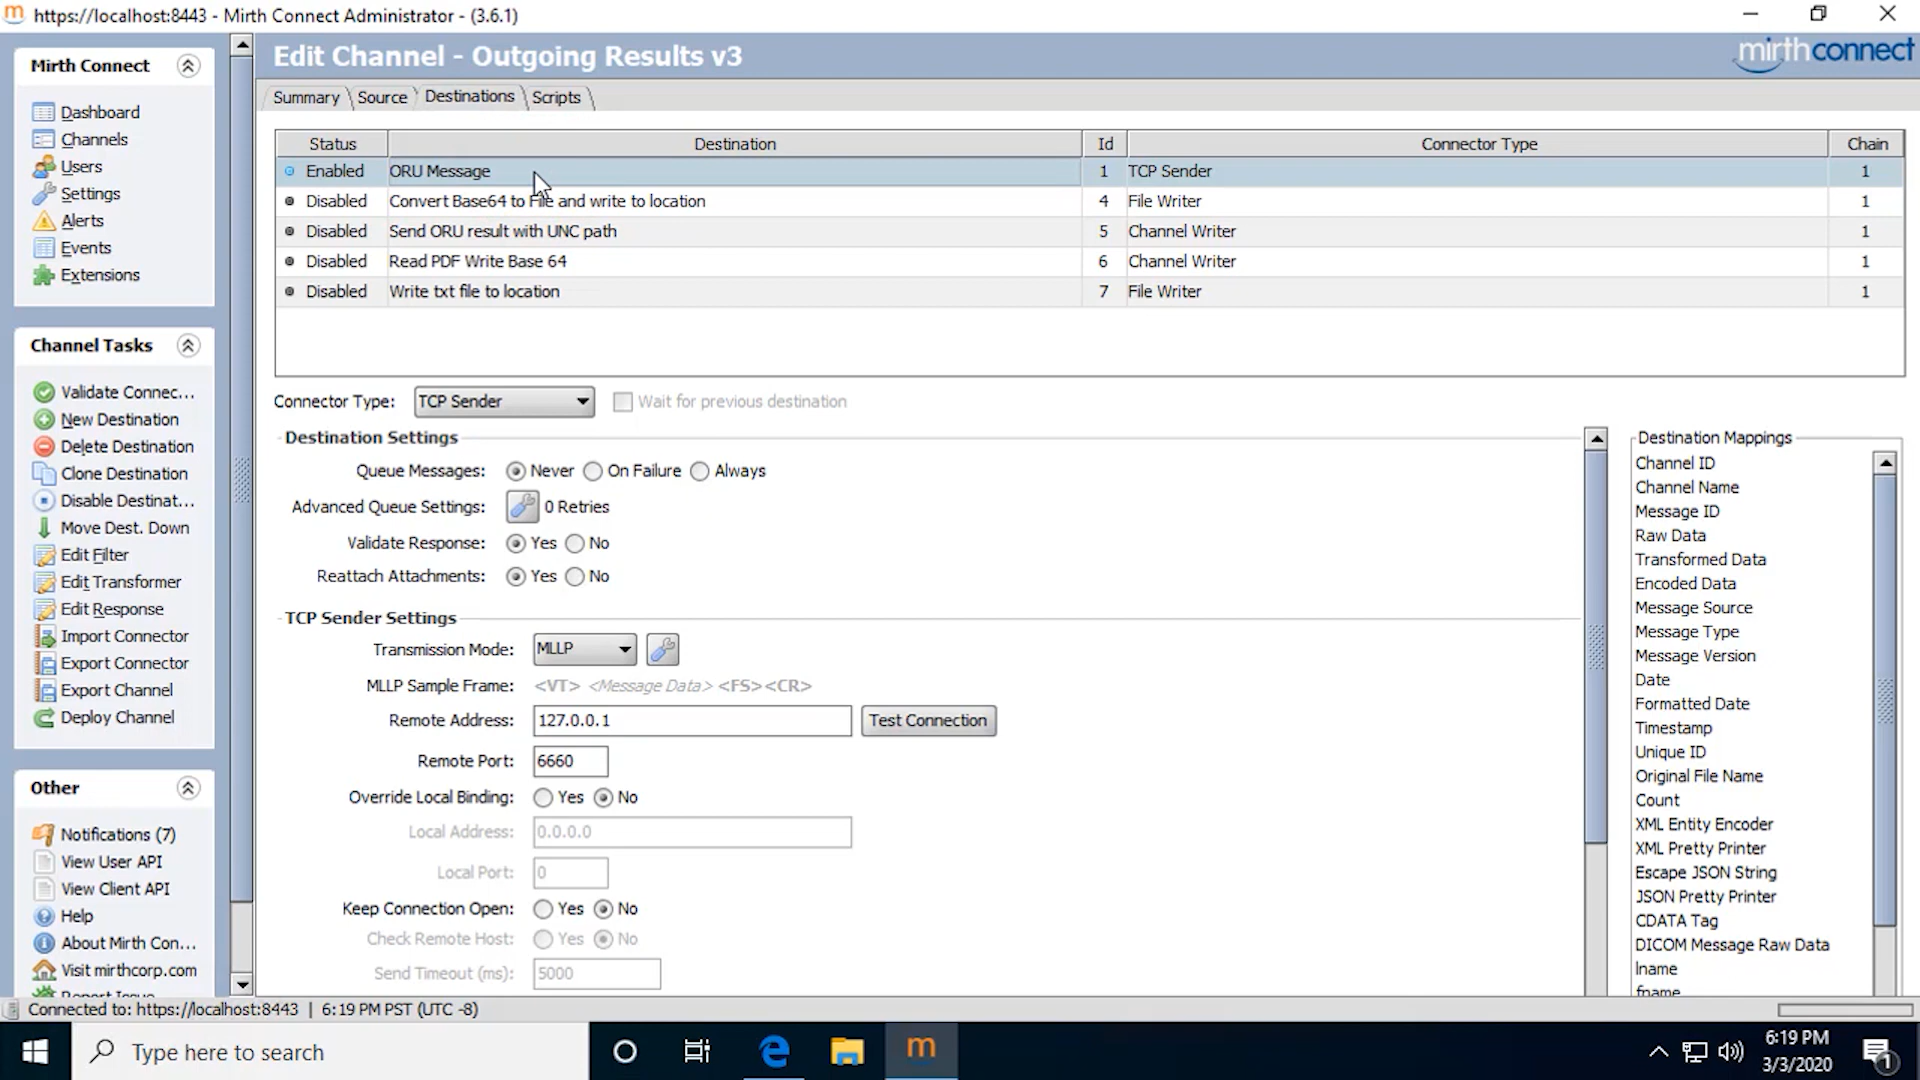 https://localhost:8443 - Mirth Connect Administrator - (3.6.1)
Mirth Connect
Dashboard
Channels
Users
Settings
Alerts
Events
Extensions
Channel Tasks
Validate Connec...
New Destination
Delete Destination
Clone Destination
Disable Destinat...
Move Dest. Down
Edit Filter
Edit Transformer
Edit Response
Import Connector
Export Connector
Export Channel
Deploy Channel
Other
Notifications (7)
View User API
View Client API
Help
About Mirth Con...
Visit mirthcorp.com
Report Issue
Edit Channel - Outgoing Results v3
mirthconnect
Summary Source Destinations Scripts
Status Destination Id Connector Type Chain
Enabled ORU Message 1 TCP Sender 1
Disabled Convert Base64 to File and write to location 4 File Writer 1
Disabled Send ORU result with UNC path 5 Channel Writer 1
Disabled Read PDF Write Base 64 6 Channel Writer 1
Disabled Write txt file to location 7 File Writer 1
Connector Type: TCP Sender Wait for previous destination
Destination Settings
Queue Messages: Never On Failure Always
Advanced Queue Settings: 0 Retries
Validate Response: Yes No
Reattach Attachments: Yes No
TCP Sender Settings
Transmission Mode: MLLP
MLLP Sample Frame: <VT> <Message Data> <FS><CR>
Remote Address: 127.0.0.1 Test Connection
Remote Port: 6660
Override Local Binding: Yes No
Local Address: 0.0.0.0
Local Port: 0
Keep Connection Open: Yes No
Check Remote Host: Yes No
Send Timeout (ms): 5000
Destination Mappings
Channel ID
Channel Name
Message ID
Raw Data
Transformed Data
Encoded Data
Message Source
Message Type
Message Version
Date
Formatted Date
Timestamp
Unique ID
Original File Name
Count
XML Entity Encoder
XML Pretty Printer
Escape JSON String
JSON Pretty Printer
CDATA Tag
DICOM Message Raw Data
lname
fname
Connected to: https://localhost:8443 | 6:19 PM PST (UTC -8)
Type here to search
6:19 PM
3/3/2020
1